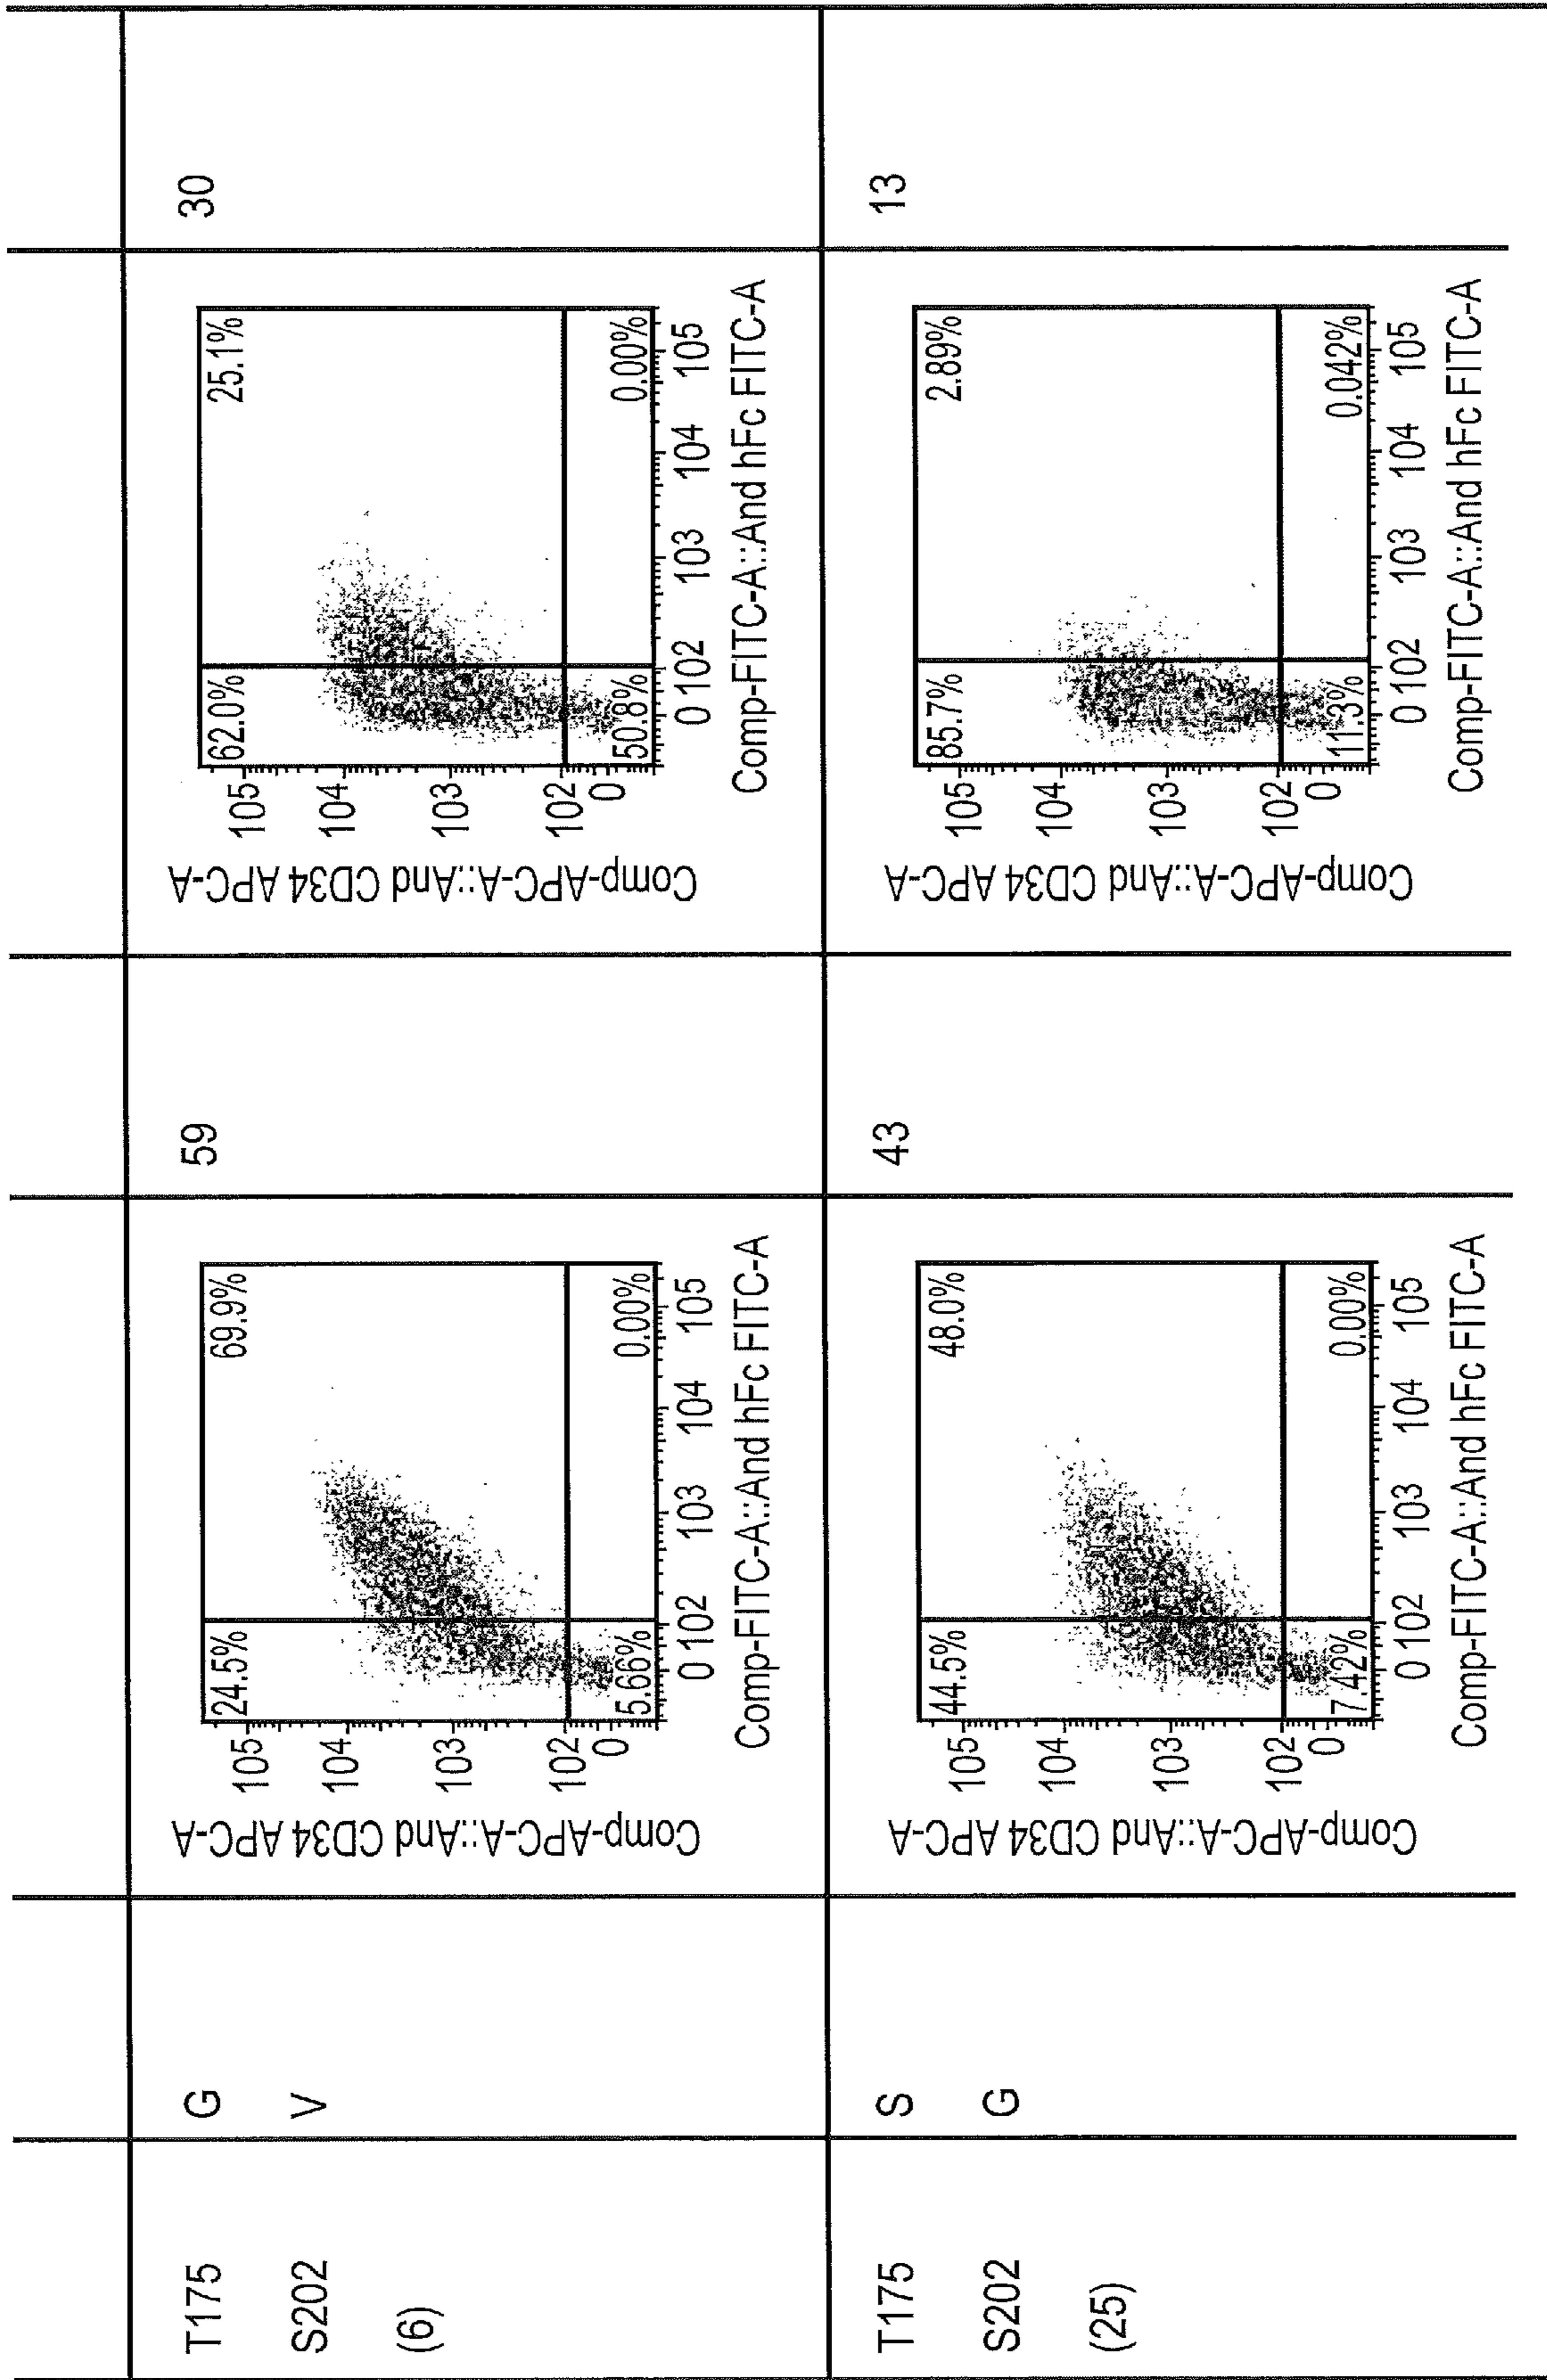 T175
S202
(6)
G
V
Comp-APC-A::And CD34 APC-A
105
104
103
102
0
24.5%
69.9%
5.66%
0.00%
0 102 103 104 105
Comp-FITC-A::And hFc FITC-A
59
Comp-APC-A::And CD34 APC-A
105
104
103
102
0
62.0%
25.1%
50.8%
0.00%
0 102 103 104 105
Comp-FITC-A::And hFc FITC-A
30
T175
S202
(25)
S
G
Comp-APC-A::And CD34 APC-A
105
104
103
102
0
44.5%
48.0%
7.42%
0.00%
0 102 103 104 105
Comp-FITC-A::And hFc FITC-A
43
Comp-APC-A::And CD34 APC-A
105
104
103
102
0
85.7%
2.89%
11.3%
0.042%
0 102 103 104 105
Comp-FITC-A::And hFc FITC-A
13